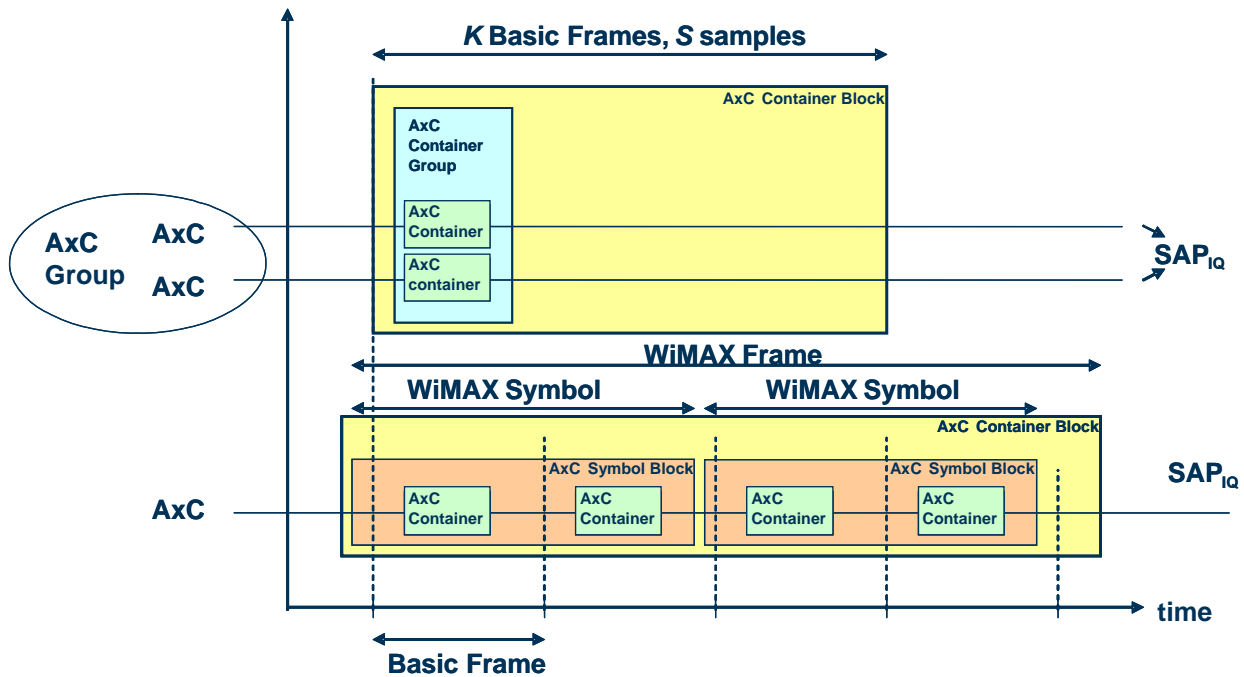 K Basic Frames, S samples
AxC Container Block
AxC
Container
Group
AxC
Container
AxC
container
AxC
Group
AxC
AxC
SAPIQ
WiMAX Frame
WiMAX Symbol
WiMAX Symbol
AxC Container Block
AxC Symbol Block
AxC Symbol Block
AxC
Container
AxC
Container
AxC
Container
AxC
Container
AxC
SAPIQ
time
Basic Frame